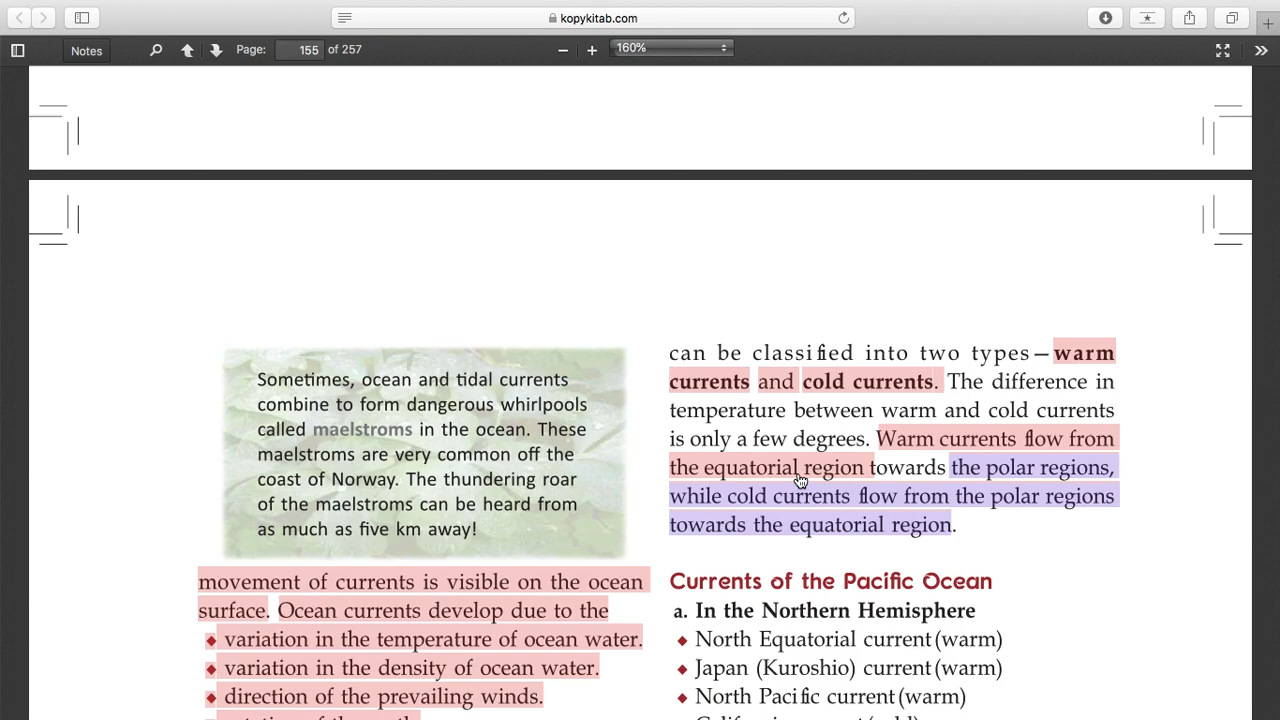 kopykitab.com
Notes
Page: 155 of 257
160%
Sometimes, ocean and tidal currents
combine to form dangerous whirlpools
called maelstroms in the ocean. These
maelstroms are very common off the
coast of Norway. The thundering roar
of the maelstroms can be heard from
as much as five km away!
movement of currents is visible on the ocean
surface. Ocean currents develop due to the
◆ variation in the temperature of ocean water.
◆ variation in the density of ocean water.
◆ direction of the prevailing winds.
can be classified into two types—warm
currents and cold currents. The difference in
temperature between warm and cold currents
is only a few degrees. Warm currents flow from
the equatorial region towards the polar regions,
while cold currents flow from the polar regions
towards the equatorial region.
Currents of the Pacific Ocean
a. In the Northern Hemisphere
◆ North Equatorial current (warm)
◆ Japan (Kuroshio) current (warm)
◆ North Pacific current (warm)